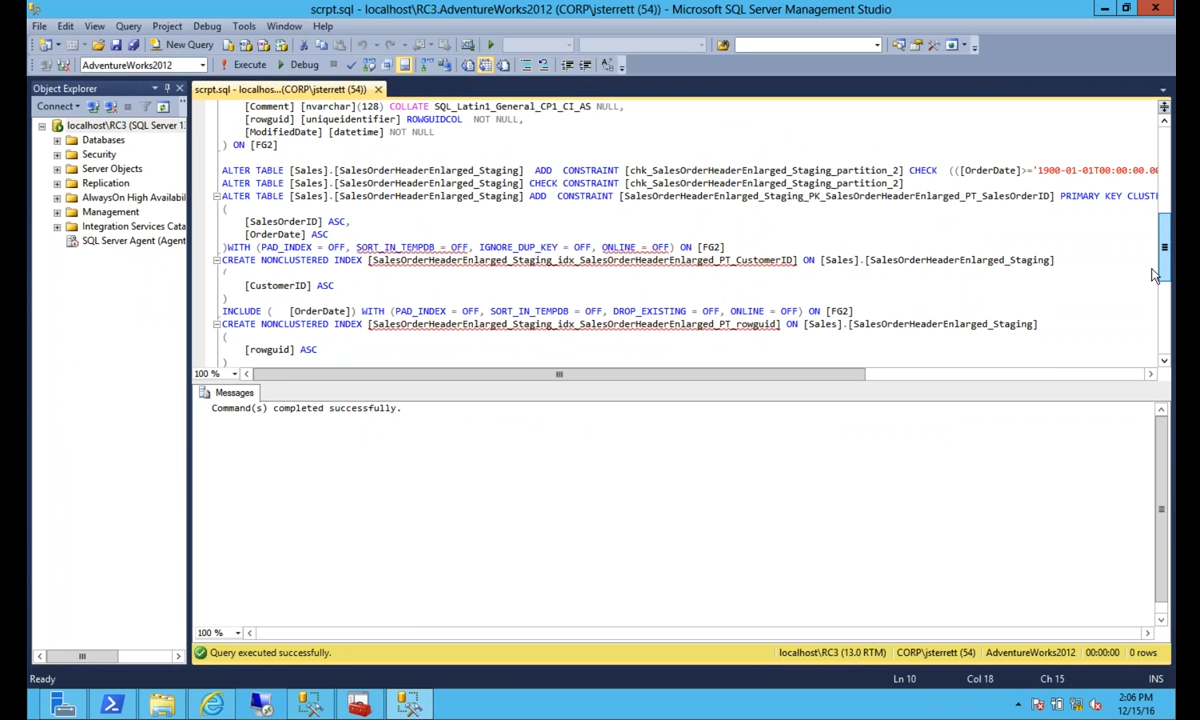 scrpt.sql - localhost\RC3.AdventureWorks2012 (CORP\jsterrett (54)) - Microsoft SQL Server Management Studio
File Edit View Query Project Debug Tools Window Help
New Query
AdventureWorks2012 Execute Debug
Object Explorer
Connect
localhost\RC3 (SQL Server 1
Databases
Security
Server Objects
Replication
AlwaysOn High Availabil
Management
Integration Services Cata
SQL Server Agent (Agent
scrpt.sql - localhos...(CORP\jsterrett (54))
[Comment] [nvarchar](128) COLLATE SQL_Latin1_General_CP1_CI_AS NULL,
[rowguid] [uniqueidentifier] ROWGUIDCOL NOT NULL,
[ModifiedDate] [datetime] NOT NULL
) ON [FG2]
ALTER TABLE [Sales].[SalesOrderHeaderEnlarged_Staging] ADD CONSTRAINT [chk_SalesOrderHeaderEnlarged_Staging_partition_2] CHECK (([OrderDate]>='1900-01-01T00:00:00.00
ALTER TABLE [Sales].[SalesOrderHeaderEnlarged_Staging] CHECK CONSTRAINT [chk_SalesOrderHeaderEnlarged_Staging_partition_2]
ALTER TABLE [Sales].[SalesOrderHeaderEnlarged_Staging] ADD CONSTRAINT [SalesOrderHeaderEnlarged_Staging_PK_SalesOrderHeaderEnlarged_PT_SalesOrderID] PRIMARY KEY CLUSTE
(
[SalesOrderID] ASC,
[OrderDate] ASC
)WITH (PAD_INDEX = OFF, SORT_IN_TEMPDB = OFF, IGNORE_DUP_KEY = OFF, ONLINE = OFF) ON [FG2]
CREATE NONCLUSTERED INDEX [SalesOrderHeaderEnlarged_Staging_idx_SalesOrderHeaderEnlarged_PT_CustomerID] ON [Sales].[SalesOrderHeaderEnlarged_Staging]
(
[CustomerID] ASC
)
INCLUDE ( [OrderDate]) WITH (PAD_INDEX = OFF, SORT_IN_TEMPDB = OFF, DROP_EXISTING = OFF, ONLINE = OFF) ON [FG2]
CREATE NONCLUSTERED INDEX [SalesOrderHeaderEnlarged_Staging_idx_SalesOrderHeaderEnlarged_PT_rowguid] ON [Sales].[SalesOrderHeaderEnlarged_Staging]
(
[rowguid] ASC
)
100 %
Messages
Command(s) completed successfully.
100 %
Query executed successfully. localhost\RC3 (13.0 RTM) CORP\jsterrett (54) AdventureWorks2012 00:00:00 0 rows
Ready Ln 10 Col 18 Ch 15 INS
2:06 PM
12/15/16